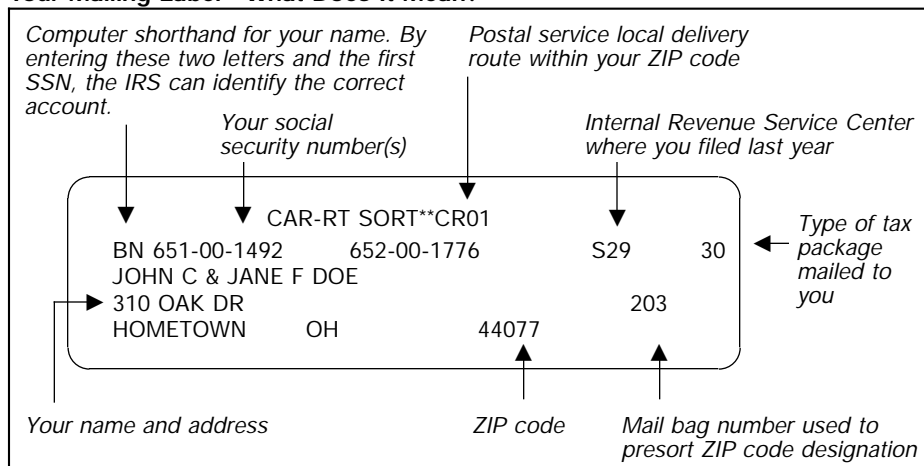 Your Mailing Label—What Does It Mean?
Computer shorthand for your name. By
entering these two letters and the first
SSN, the IRS can identify the correct
account.
Postal service local delivery
route within your ZIP code
Your social
security number(s)
Internal Revenue Service Center
where you filed last year
CAR-RT SORT**CR01
BN 651-00-1492 652-00-1776 S29 30
JOHN C & JANE F DOE
310 OAK DR 203
HOMETOWN OH 44077
Type of tax
package
mailed to
you
Your name and address
ZIP code
Mail bag number used to
presort ZIP code designation